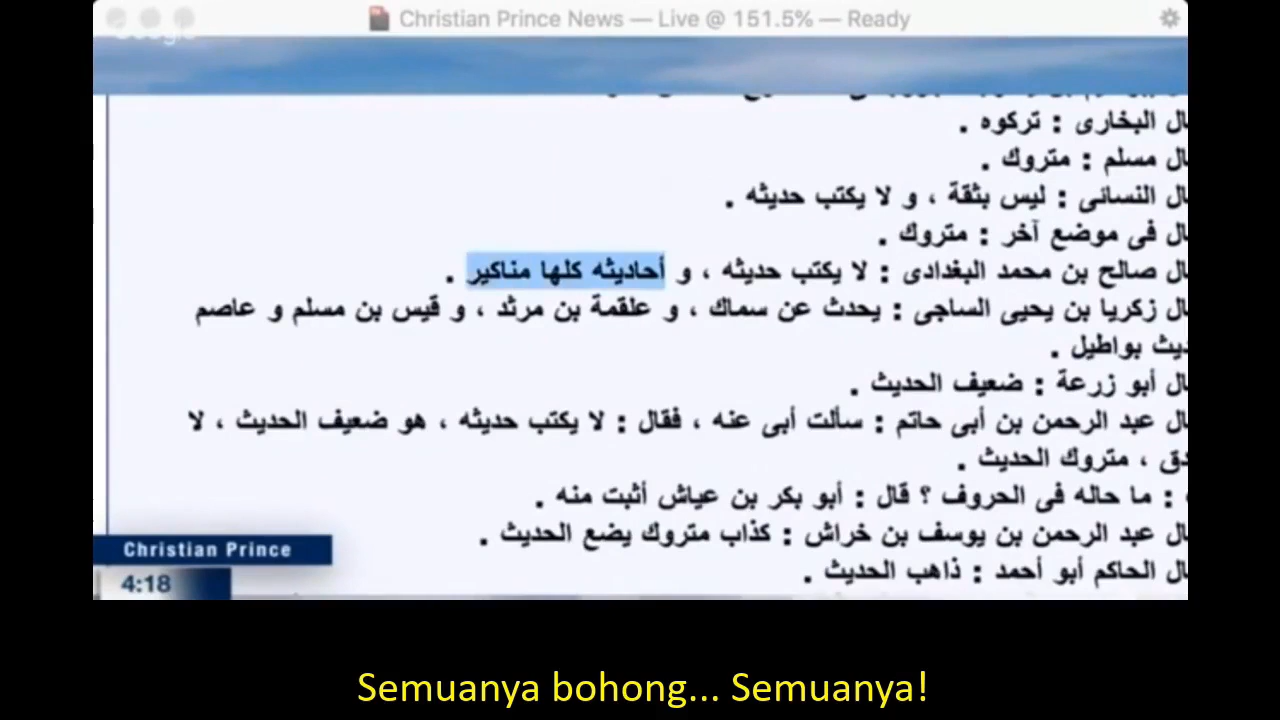 Christian Prince News — Live @ 151.5% — Ready
ال البخارى : تركوه .
ال مسلم : متروك .
ال النسائى : ليس بثقة ، و لا يكتب حديثه .
ال فى موضع آخر : متروك .
ال صالح بن محمد البغدادى : لا يكتب حديثه ، و أحاديثه كلها مناكير .
ال زكريا بن يحيى الساجى : يحدث عن سماك ، و علقمة بن مرثد ، و قيس بن مسلم و عاصم
ديث بواطيل .
ال أبو زرعة : ضعيف الحديث .
ال عبد الرحمن بن أبى حاتم : سألت أبى عنه ، فقال : لا يكتب حديثه ، هو ضعيف الحديث ، لا
دق ، متروك الحديث .
: ما حاله فى الحروف ؟ قال : أبو بكر بن عياش أثبت منه .
ال عبد الرحمن بن يوسف بن خراش : كذاب متروك يضع الحديث .
ال الحاكم أبو أحمد : ذاهب الحديث .
Christian Prince
4:18
Semuanya bohong... Semuanya!